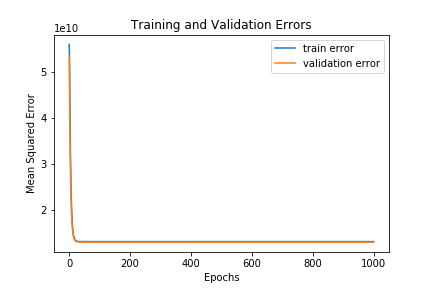 Training and Validation Errors
1e10
train error
validation error
5
4
3
2
Mean Squared Error
0 200 400 600 800 1000
Epochs